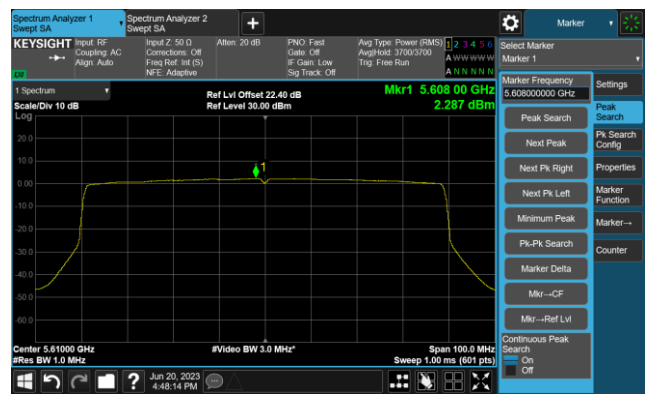 Spectrum Analyzer 1
Swept SA
Spectrum Analyzer 2
Swept SA
+
Marker
KEYSIGHT
Input: RF
Coupling: AC
Align: Auto
Input Z: 50 Ω
Corrections: Off
Freq Ref: Int (S)
NFE: Adaptive
Atten: 20 dB
PNO: Fast
Gate: Off
IF Gain: Low
Sig Track: Off
Avg Type: Power (RMS)
Avg|Hold: 3700/3700
Trig: Free Run
1 2 3 4 5 6
A W W W W W
A N N N N N
Select Marker
Marker 1
1 Spectrum
Scale/Div 10 dB
Log
Ref Lvl Offset 22.40 dB
Ref Level 30.00 dBm
Mkr1 5.608 00 GHz
2.287 dBm
20.0
10.0
0.00
-10.0
-20.0
-30.0
-40.0
-50.0
-60.0
1
Center 5.61000 GHz
#Res BW 1.0 MHz
#Video BW 3.0 MHz*
Span 100.0 MHz
Sweep 1.00 ms (601 pts)
Marker Frequency
5.608000000 GHz
Peak Search
Next Peak
Next Pk Right
Next Pk Left
Minimum Peak
Pk-Pk Search
Marker Delta
Mkr→CF
Mkr→Ref Lvl
Continuous Peak
Search
On
Off
Settings
Peak
Search
Pk Search
Config
Properties
Marker
Function
Marker→
Counter
?
Jun 20, 2023
4:48:14 PM